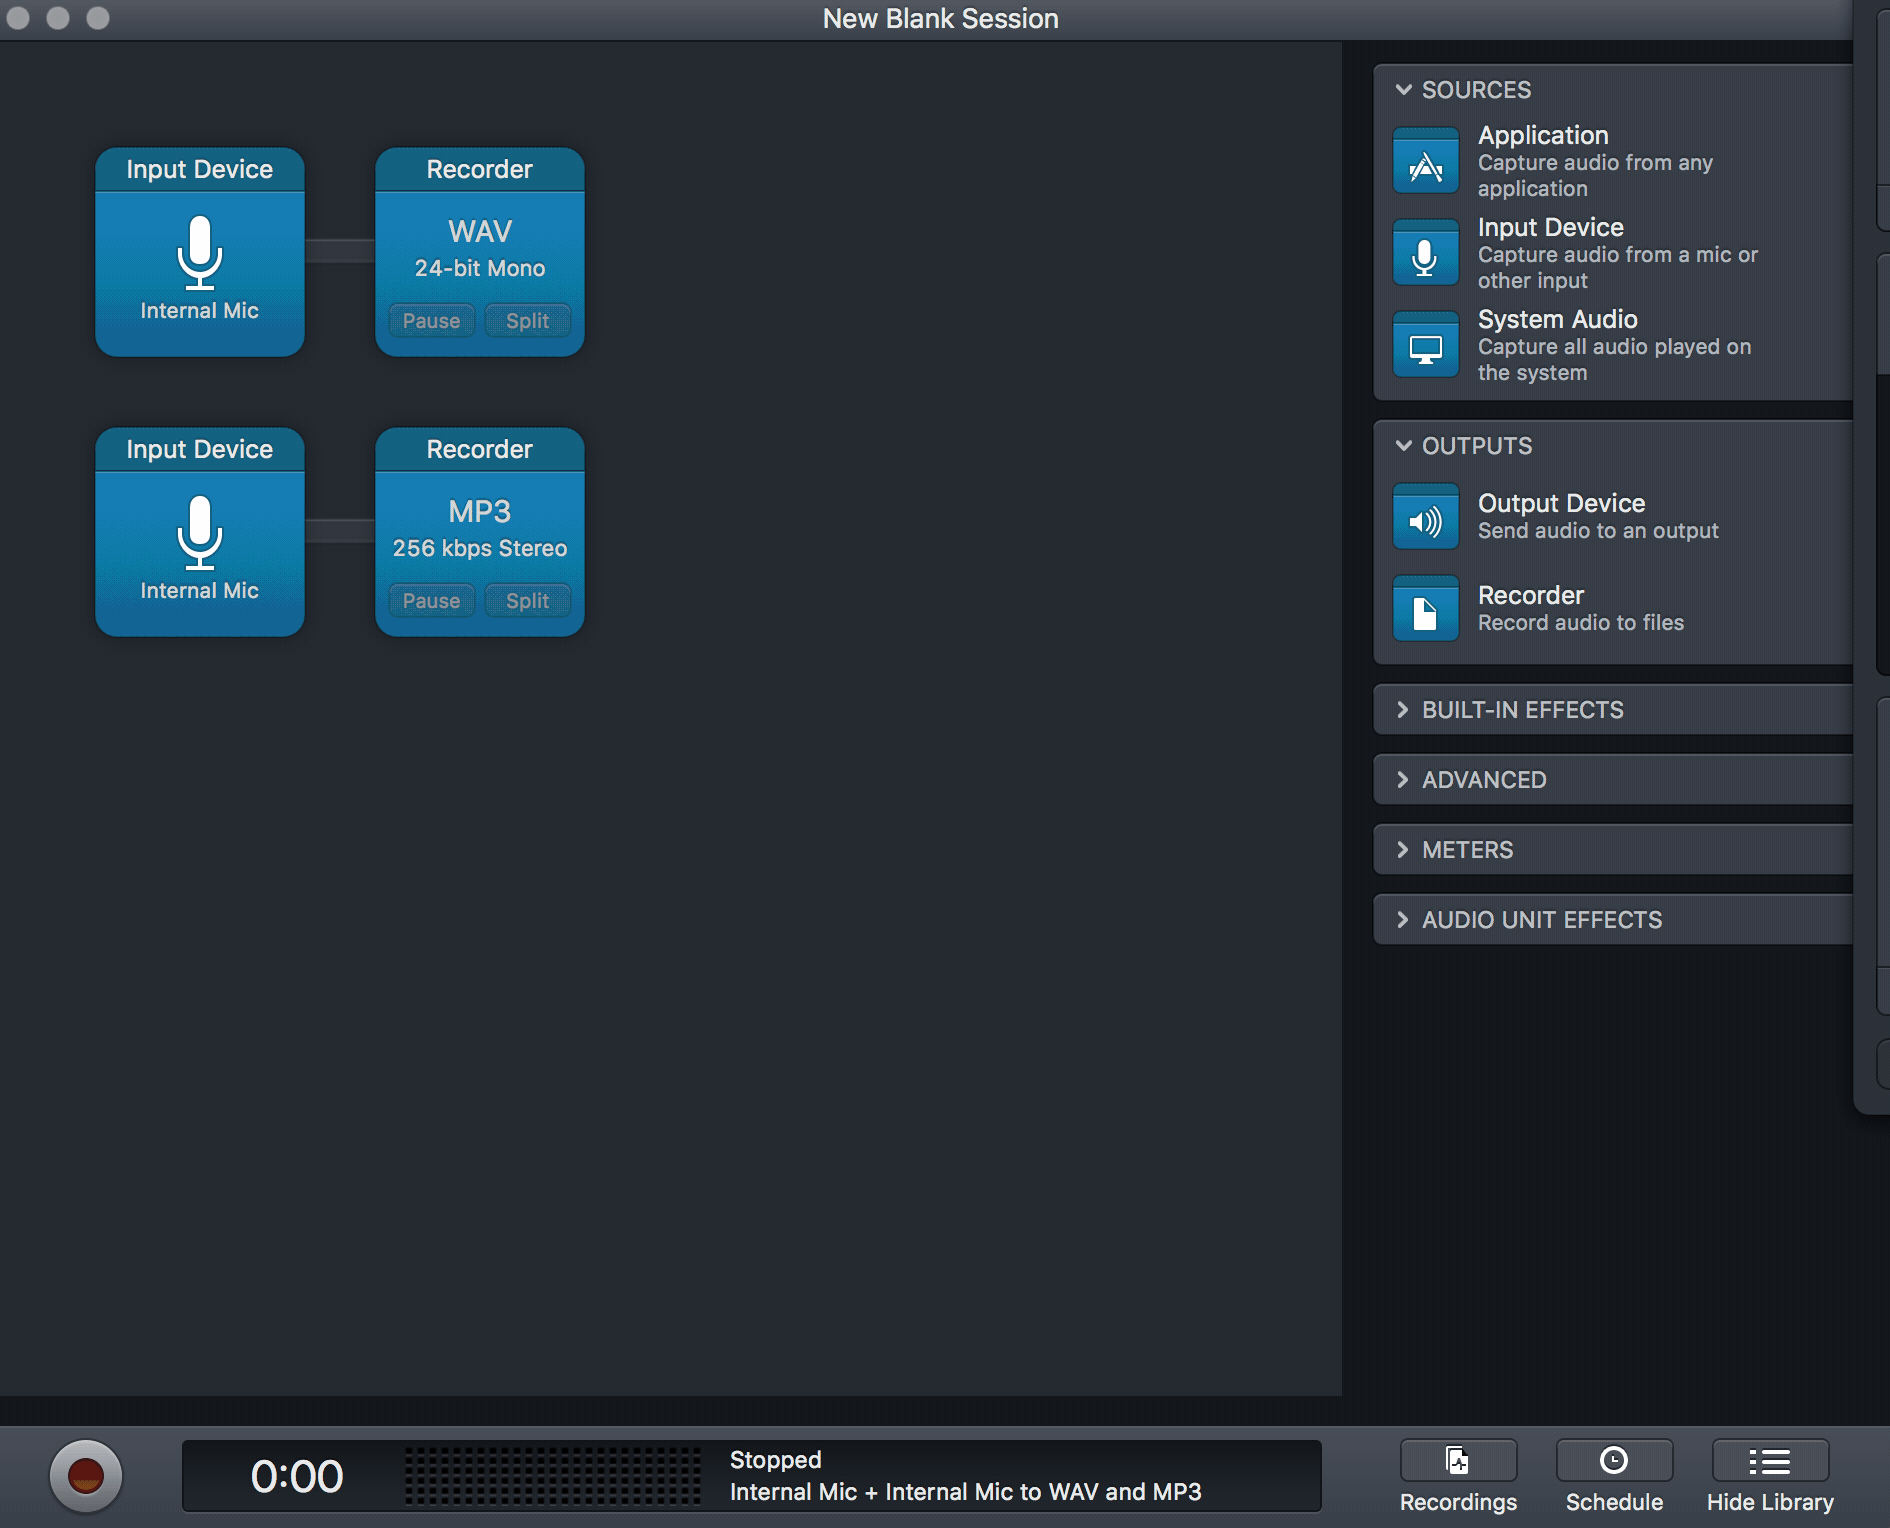 New Blank Session
Input Device
Internal Mic
Recorder
WAV
24-bit Mono
Pause
Split
Input Device
Internal Mic
Recorder
MP3
256 kbps Stereo
Pause
Split
SOURCES
Application
Capture audio from any
application
Input Device
Capture audio from a mic or
other input
System Audio
Capture all audio played on
the system
OUTPUTS
Output Device
Send audio to an output
Recorder
Record audio to files
BUILT-IN EFFECTS
ADVANCED
METERS
AUDIO UNIT EFFECTS
0:00
Stopped
Internal Mic + Internal Mic to WAV and MP3
Recordings
Schedule
Hide Library